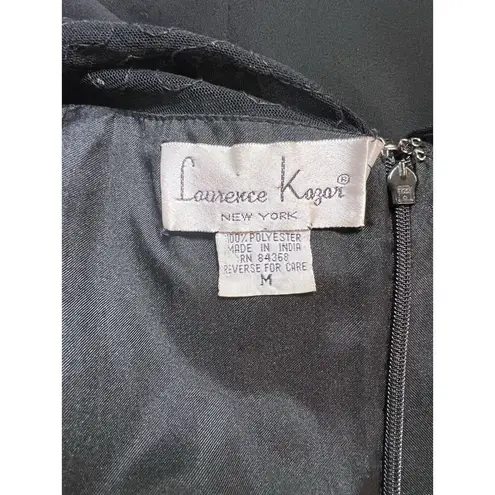 Laurence Kazar®
NEW YORK
100% POLYESTER
MADE IN INDIA
RN 84368
REVERSE FOR CARE
M